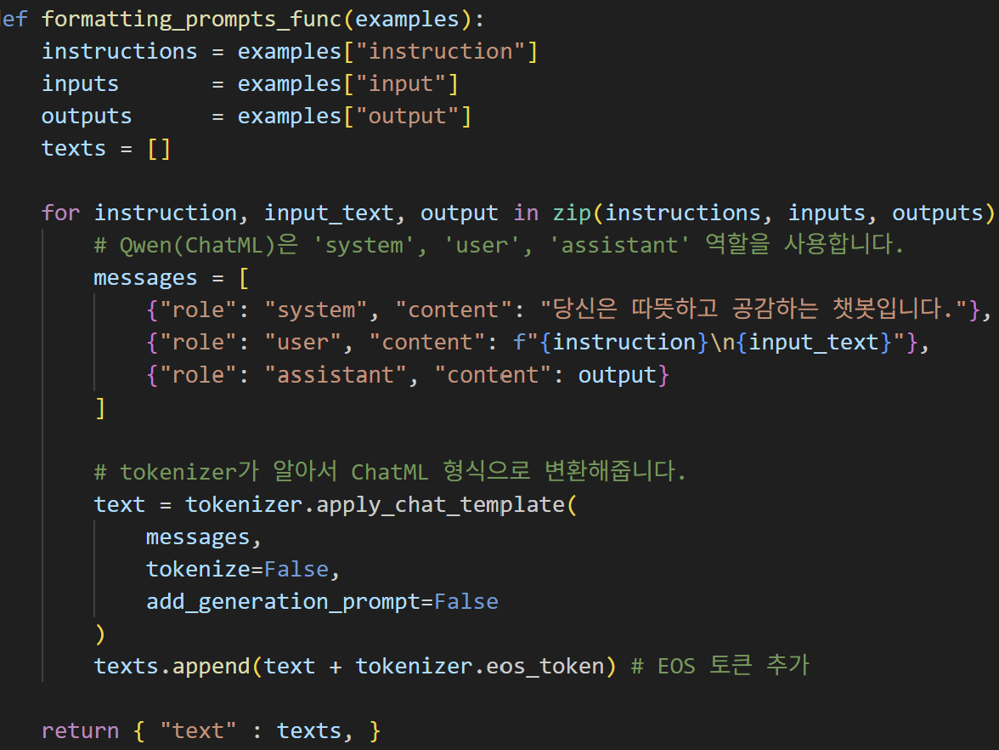 ef formatting_prompts_func(examples):
    instructions = examples["instruction"]
    inputs       = examples["input"]
    outputs      = examples["output"]
    texts = []

    for instruction, input_text, output in zip(instructions, inputs, outputs)
        # Qwen(ChatML)은 'system', 'user', 'assistant' 역할을 사용합니다.
        messages = [
            {"role": "system", "content": "당신은 따뜻하고 공감하는 챗봇입니다."},
            {"role": "user", "content": f"{instruction}\n{input_text}"},
            {"role": "assistant", "content": output}
        ]

        # tokenizer가 알아서 ChatML 형식으로 변환해줍니다.
        text = tokenizer.apply_chat_template(
            messages,
            tokenize=False,
            add_generation_prompt=False
        )
        texts.append(text + tokenizer.eos_token) # EOS 토큰 추가

    return { "text" : texts, }